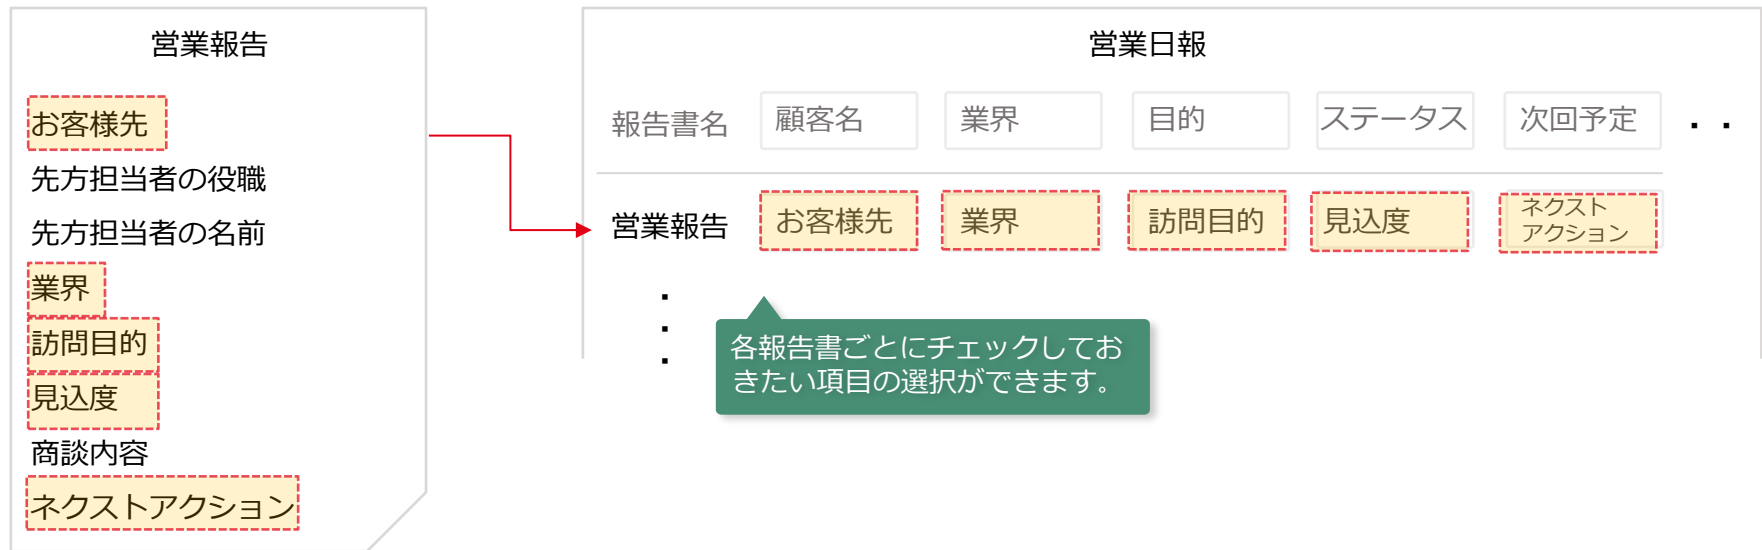 営業報告
お客様先
先方担当者の役職
先方担当者の名前
業界
訪問目的
見込度
商談内容
ネクストアクション
営業日報
報告書名 顧客名 業界 目的 ステータス 次回予定 ・・
営業報告 お客様先 業界 訪問目的 見込度 ネクスト
アクション
・
・
・
各報告書ごとにチェックしてお
きたい項目の選択ができます。